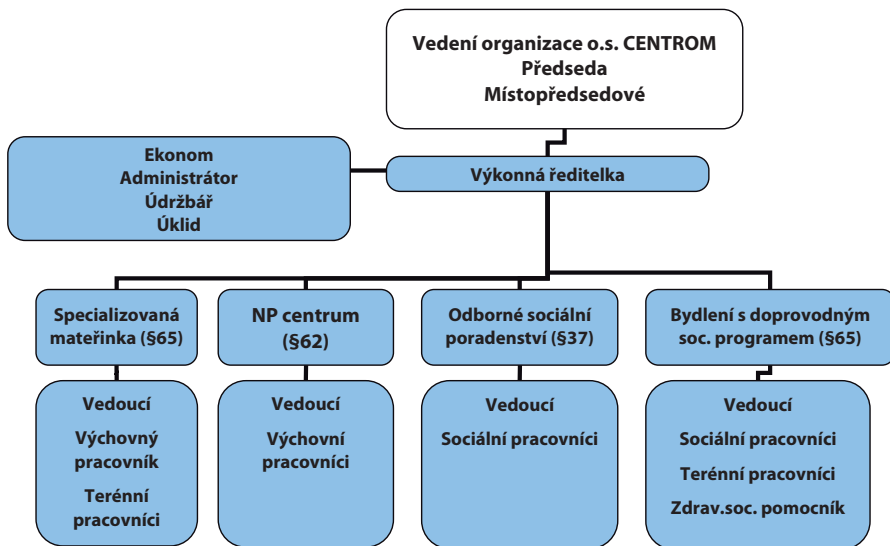 Vedení organizace o.s. CENTROM
Předseda
Místopředsedové
Ekonom
Administrátor
Údržbář
Úklid
Výkonná ředitelka
Specializovaná
mateřinka (§65)
NP centrum
(§62)
Odborné sociální
poradenství (§37)
Bydlení s doprovodným
soc. programem (§65)
Vedoucí
Výchovný
pracovník
Terénní
pracovníci
Vedoucí
Výchovní
pracovníci
Vedoucí
Sociální pracovníci
Vedoucí
Sociální pracovníci
Terénní pracovníci
Zdrav.soc. pomocník